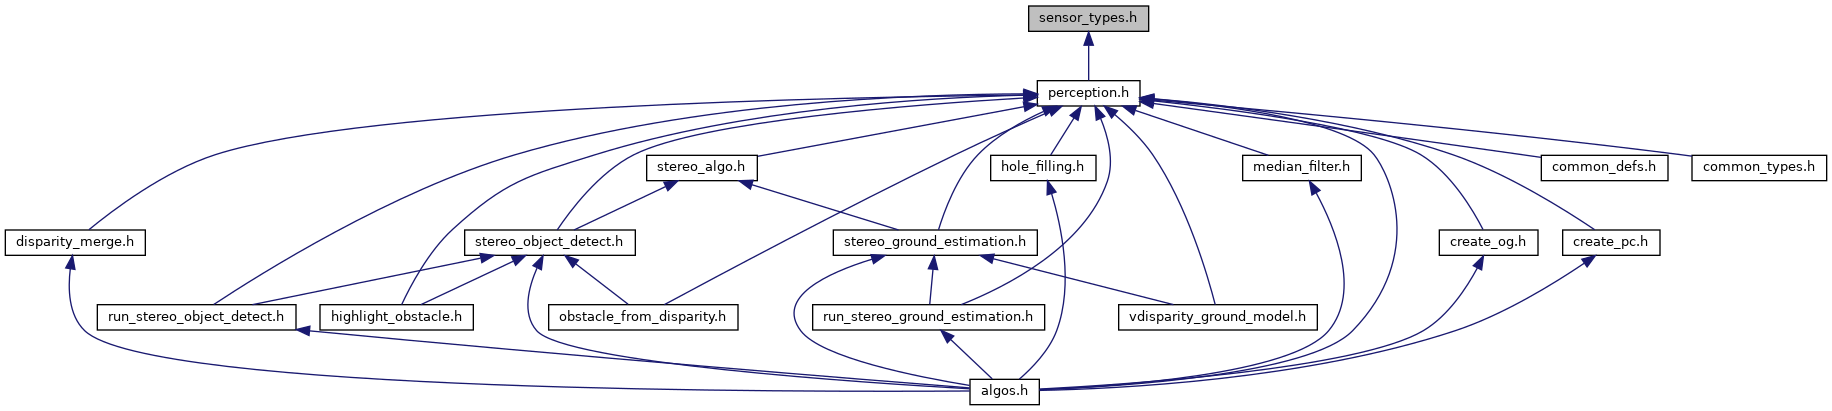 sensor_types.h
perception.h
stereo_algo.h
hole_filling.h
median_filter.h
common_defs.h
common_types.h
disparity_merge.h
stereo_object_detect.h
stereo_ground_estimation.h
create_og.h
create_pc.h
run_stereo_object_detect.h
highlight_obstacle.h
obstacle_from_disparity.h
run_stereo_ground_estimation.h
vdisparity_ground_model.h
algos.h